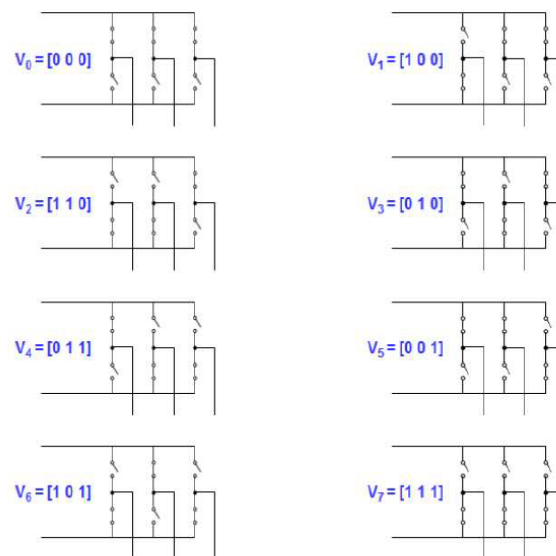 V0 = [0 0 0]
V1 = [1 0 0]
V2 = [1 1 0]
V3 = [0 1 0]
V4 = [0 1 1]
V5 = [0 0 1]
V6 = [1 0 1]
V7 = [1 1 1]